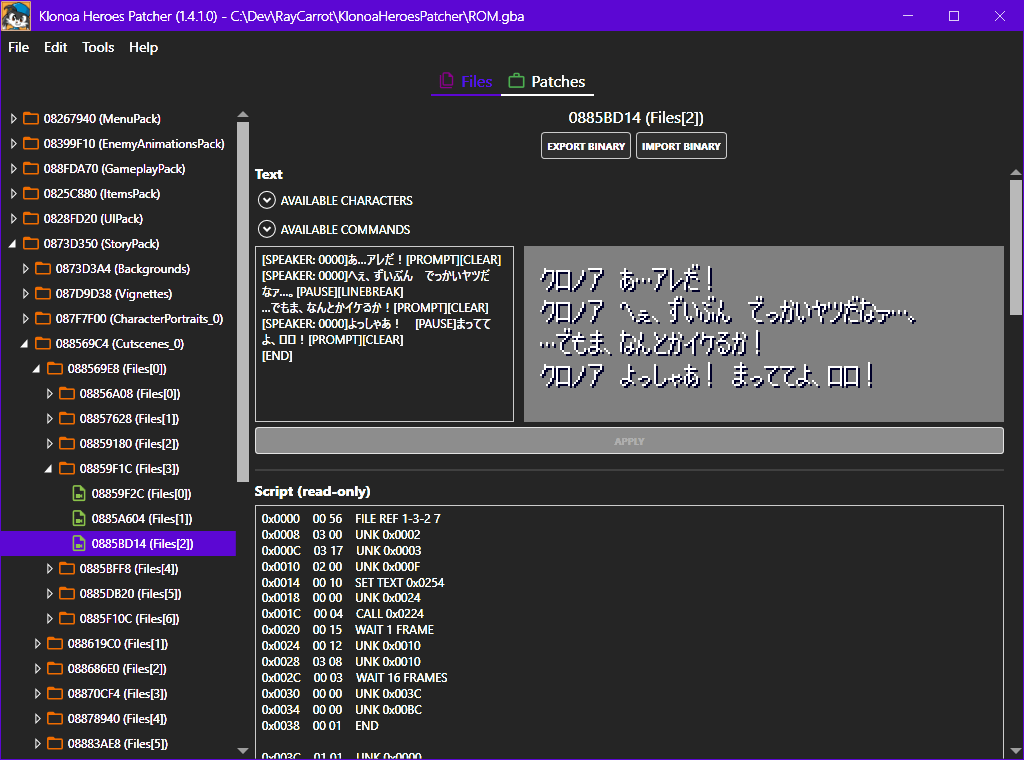 Klonoa Heroes Patcher (1.4.1.0) - C:\Dev\RayCarrot\KlonoaHeroesPatcher\ROM.gba
File Edit Tools Help
Files Patches
08267940 (MenuPack)
08399F10 (EnemyAnimationsPack)
088FDA70 (GameplayPack)
0825C880 (ItemsPack)
0828FD20 (UIPack)
0873D350 (StoryPack)
0873D3A4 (Backgrounds)
087D9D38 (Vignettes)
087F7F00 (CharacterPortraits_0)
088569C4 (Cutscenes_0)
088569E8 (Files[0])
08856A08 (Files[0])
08857628 (Files[1])
08859180 (Files[2])
08859F1C (Files[3])
08859F2C (Files[0])
0885A604 (Files[1])
0885BD14 (Files[2])
0885BFF8 (Files[4])
0885DB20 (Files[5])
0885F10C (Files[6])
088619C0 (Files[1])
088686E0 (Files[2])
08870CF4 (Files[3])
08878940 (Files[4])
08883AE8 (Files[5])
0885BD14 (Files[2])
EXPORT BINARY IMPORT BINARY
Text
AVAILABLE CHARACTERS
AVAILABLE COMMANDS
[SPEAKER: 0000]あ…アレだ！[PROMPT][CLEAR]
[SPEAKER: 0000]へぇ、ずいぶん　でっかいヤツだ
なァ…。[PAUSE][LINEBREAK]
…でもま、なんとかイケるか！[PROMPT][CLEAR]
[SPEAKER: 0000]よっしゃあ！　[PAUSE]まってて
よ、ロロ！[PROMPT][CLEAR]
[END]
クロノア あ…アレだ！
クロノア へぇ、ずいぶん　でっかいヤツだなァ…。
…でもま、なんとかイケるか！
クロノア よっしゃあ！ まっててよ、ロロ！
APPLY
Script (read-only)
0x0000 00 56 FILE REF 1-3-2 7
0x0008 03 00 UNK 0x0002
0x000C 03 17 UNK 0x0003
0x0010 02 00 UNK 0x000F
0x0014 00 10 SET TEXT 0x0254
0x0018 00 00 UNK 0x0024
0x001C 00 04 CALL 0x0224
0x0020 00 15 WAIT 1 FRAME
0x0024 00 12 UNK 0x0010
0x0028 03 08 UNK 0x0010
0x002C 00 03 WAIT 16 FRAMES
0x0030 00 00 UNK 0x003C
0x0034 00 00 UNK 0x00BC
0x0038 00 01 END
0x003C 01 01 UNK 0x0000